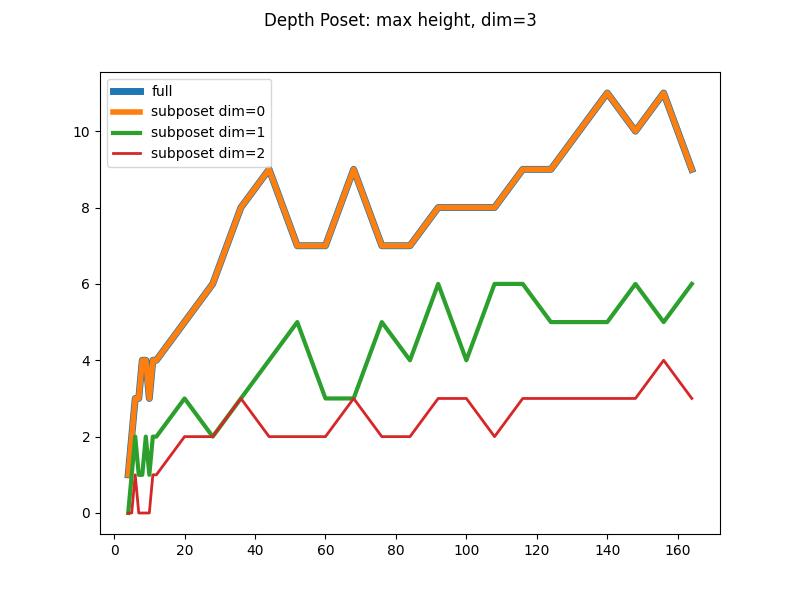 Depth Poset: max height, dim=3
full
subposet dim=0
subposet dim=1
subposet dim=2
10
8
6
4
2
0
0 20 40 60 80 100 120 140 160